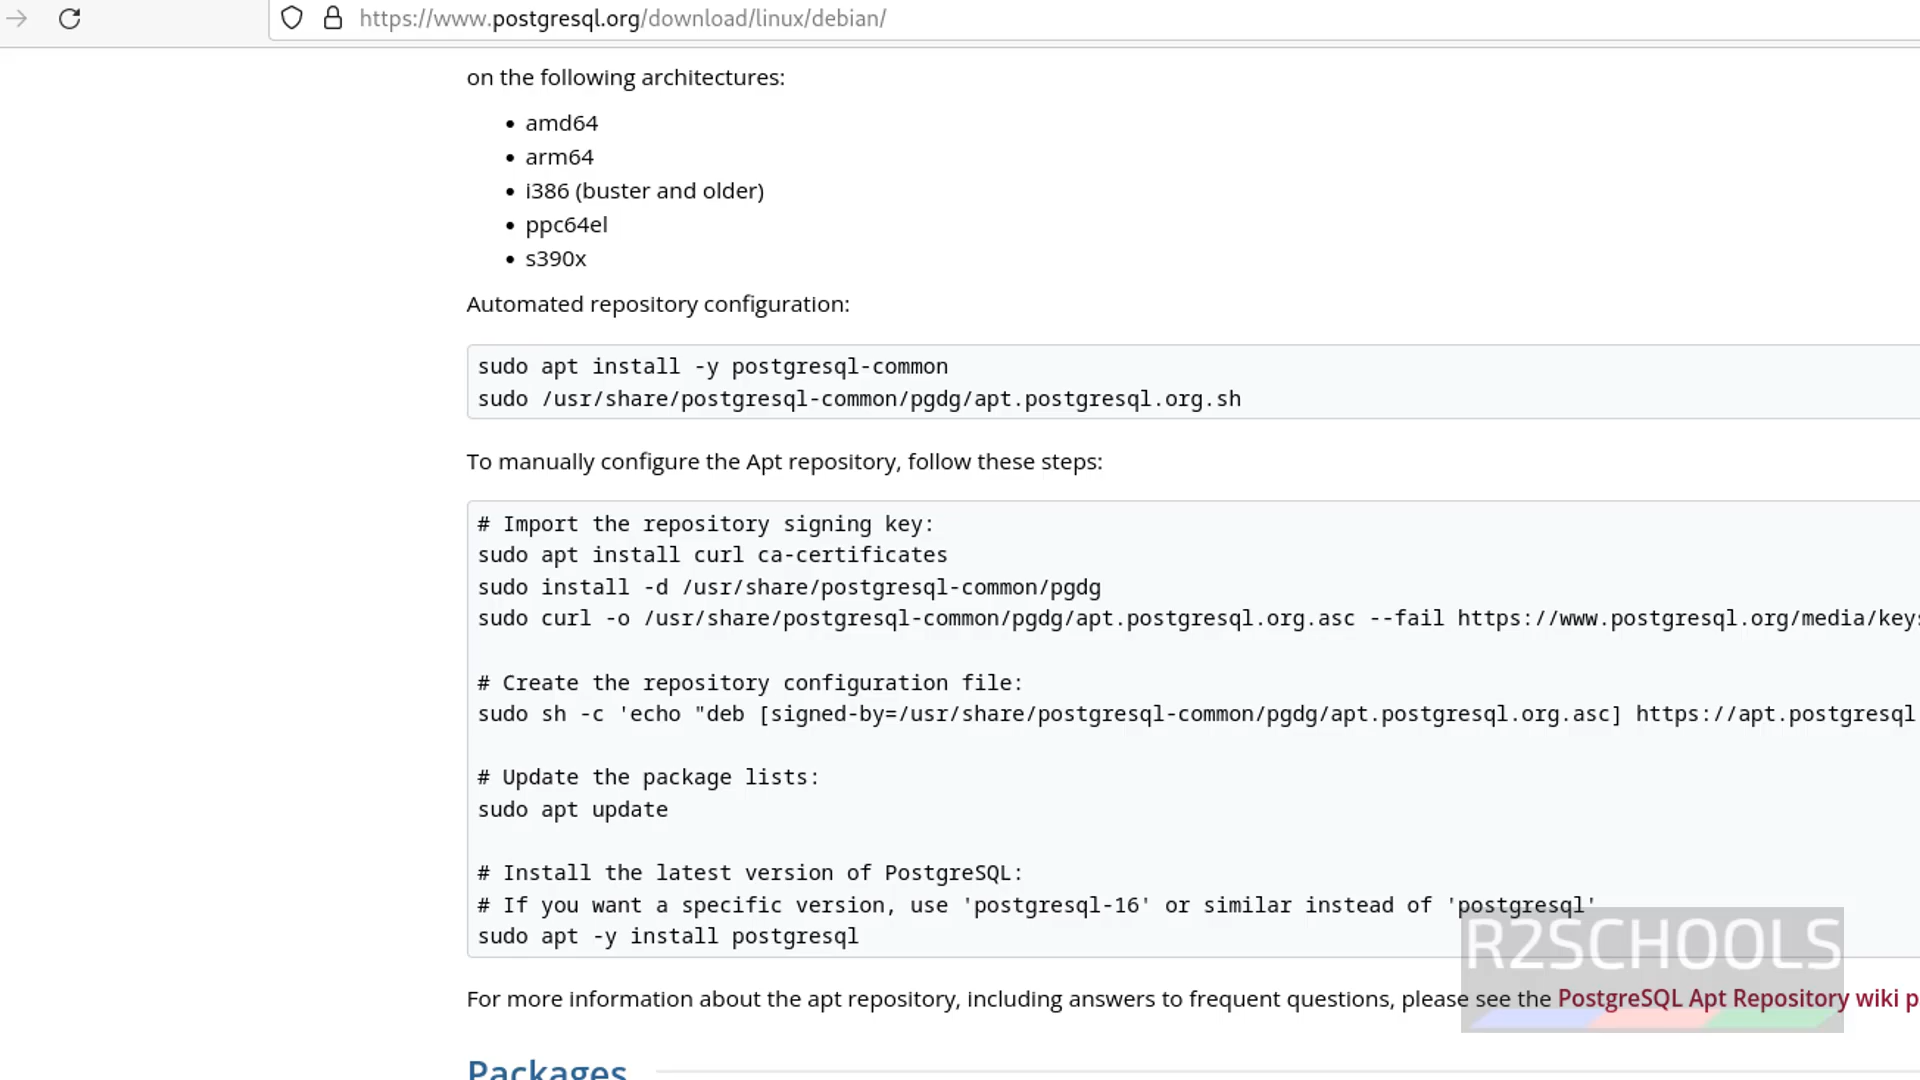 https://www.postgresql.org/download/linux/debian/
on the following architectures:
• amd64
• arm64
• i386 (buster and older)
• ppc64el
• s390x
Automated repository configuration:
sudo apt install -y postgresql-common
sudo /usr/share/postgresql-common/pgdg/apt.postgresql.org.sh
To manually configure the Apt repository, follow these steps:
# Import the repository signing key:
sudo apt install curl ca-certificates
sudo install -d /usr/share/postgresql-common/pgdg
sudo curl -o /usr/share/postgresql-common/pgdg/apt.postgresql.org.asc --fail https://www.postgresql.org/media/keys
# Create the repository configuration file:
sudo sh -c 'echo "deb [signed-by=/usr/share/postgresql-common/pgdg/apt.postgresql.org.asc] https://apt.postgresql
# Update the package lists:
sudo apt update
# Install the latest version of PostgreSQL:
# If you want a specific version, use 'postgresql-16' or similar instead of 'postgresql'
sudo apt -y install postgresql
R2SCHOOLS
For more information about the apt repository, including answers to frequent questions, please see the PostgreSQL Apt Repository wiki p
Packages